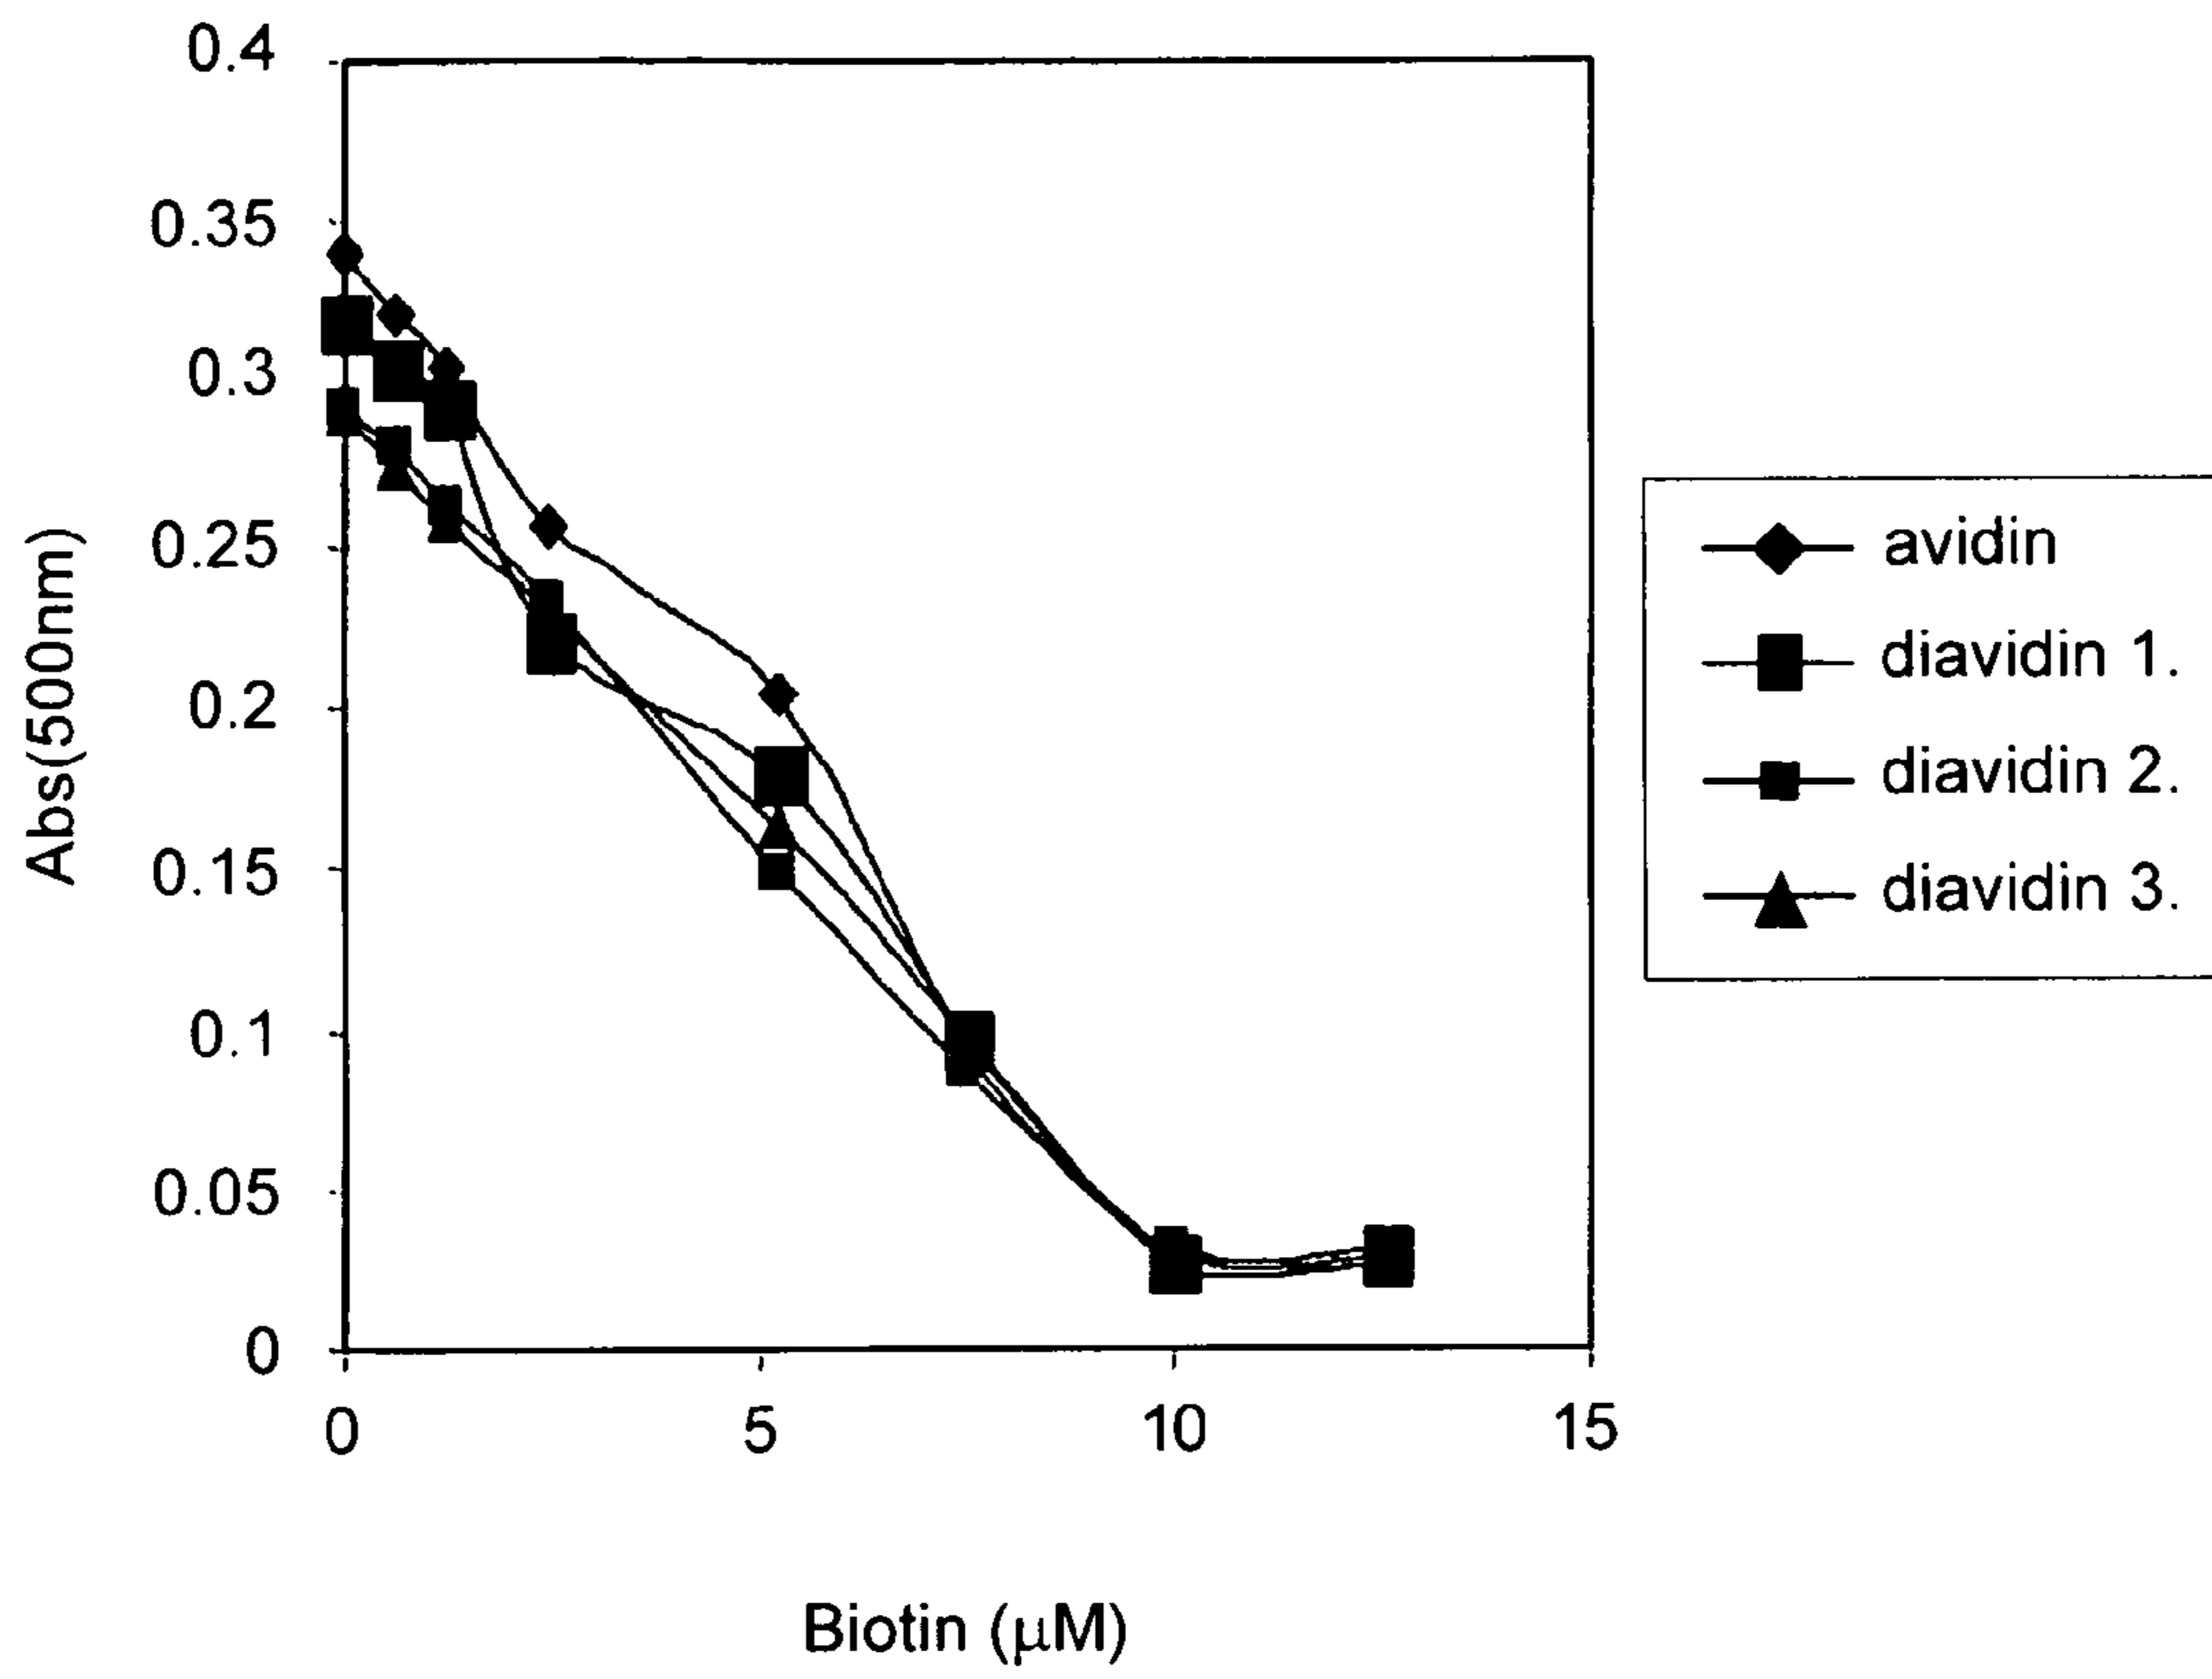 0.4
0.35
0.3
0.25
0.2
0.15
0.1
0.05
0
Abs(500nm)
0 5 10 15
Biotin (μM)
avidin
diavidin 1.
diavidin 2.
diavidin 3.